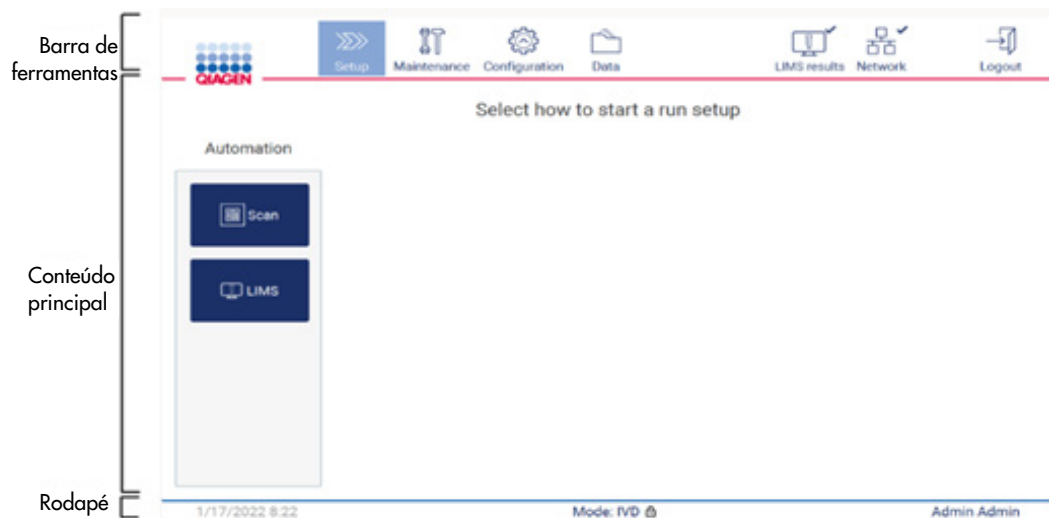 Barra de
ferramentas
QIAGEN
Setup
Maintenance
Configuration
Data
LIMS results
Network
Logout
Select how to start a run setup
Automation
Scan
LIMS
Conteúdo
principal
Rodapé
1/17/2022 8:22
Mode: IVD
Admin Admin